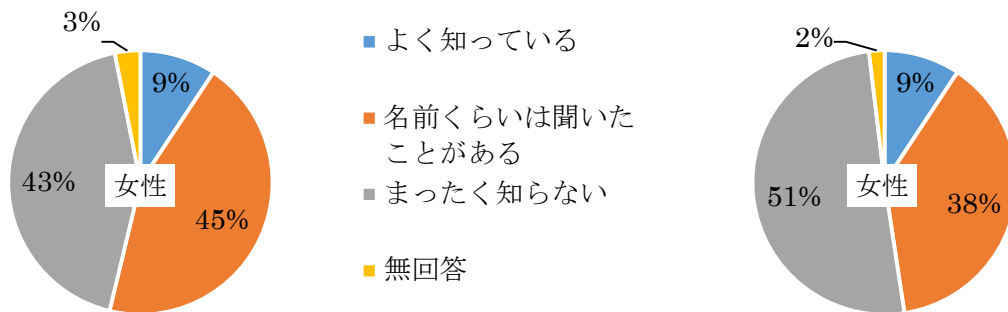 3%
9%
43%
女性
45%
よく知っている
名前くらいは聞いた
ことがある
まったく知らない
無回答
2%
9%
51%
女性
38%